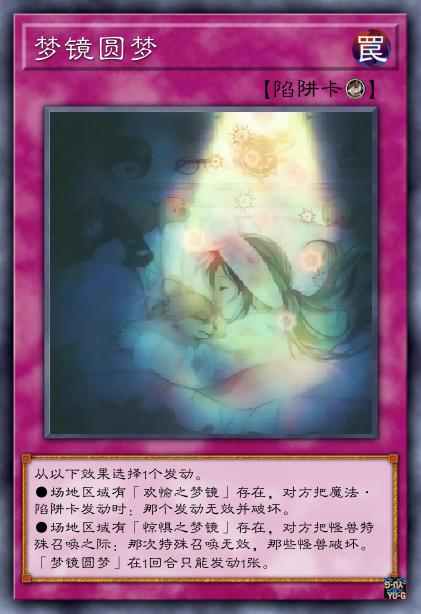 梦镜圆梦
罠
【陷阱卡】
从以下效果选择1个发动。
●场地区域有「欢愉之梦镜」存在，对方把魔法·
陷阱卡发动时：那个发动无效并破坏。
●场地区域有「惊惧之梦镜」存在，对方把怪兽特
殊召唤之际：那次特殊召唤无效，那些怪兽破坏。
「梦镜圆梦」在1回合只能发动1张。
YU-G